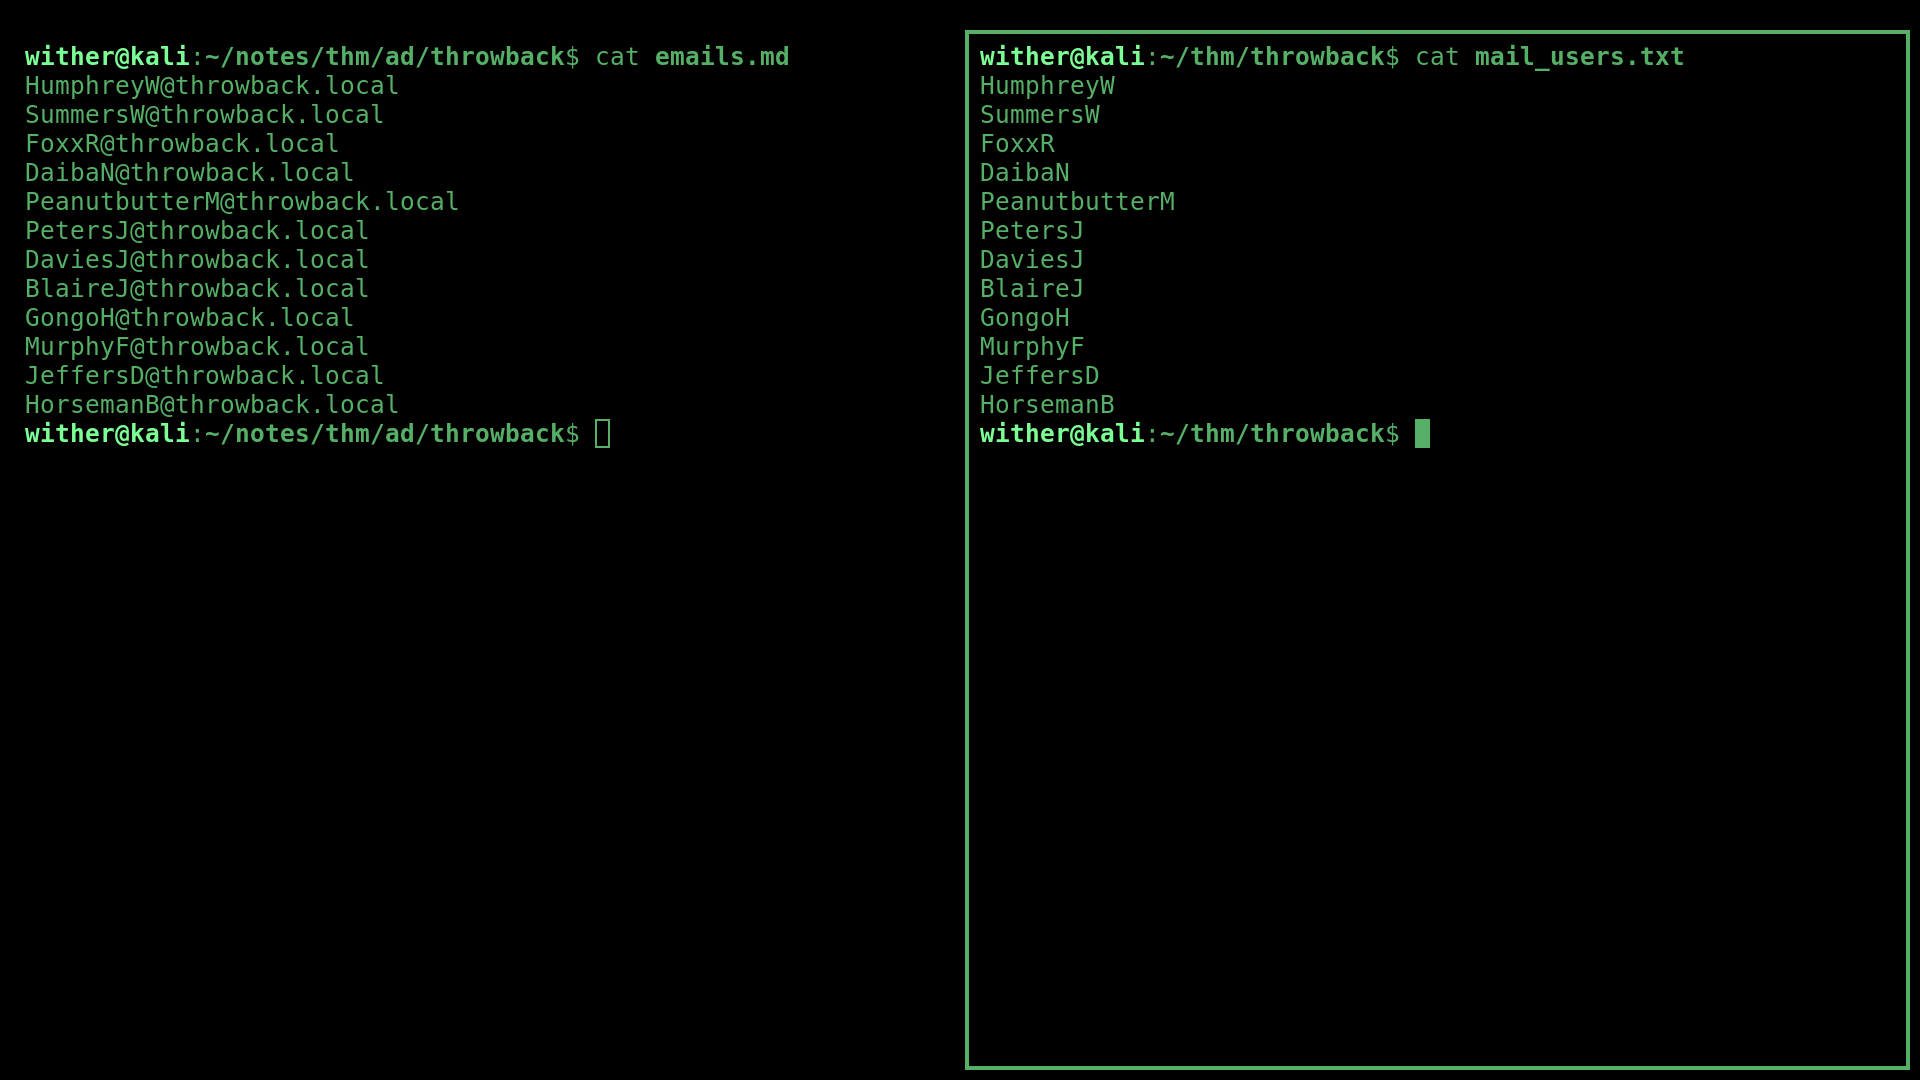 wither@kali:~/notes/thm/ad/throwback$ cat emails.md
HumphreyW@throwback.local
SummersW@throwback.local
FoxxR@throwback.local
DaibaN@throwback.local
PeanutbutterM@throwback.local
PetersJ@throwback.local
DaviesJ@throwback.local
BlaireJ@throwback.local
GongoH@throwback.local
MurphyF@throwback.local
JeffersD@throwback.local
HorsemanB@throwback.local
wither@kali:~/notes/thm/ad/throwback$
wither@kali:~/thm/throwback$ cat mail_users.txt
HumphreyW
SummersW
FoxxR
DaibaN
PeanutbutterM
PetersJ
DaviesJ
BlaireJ
GongoH
MurphyF
JeffersD
HorsemanB
wither@kali:~/thm/throwback$